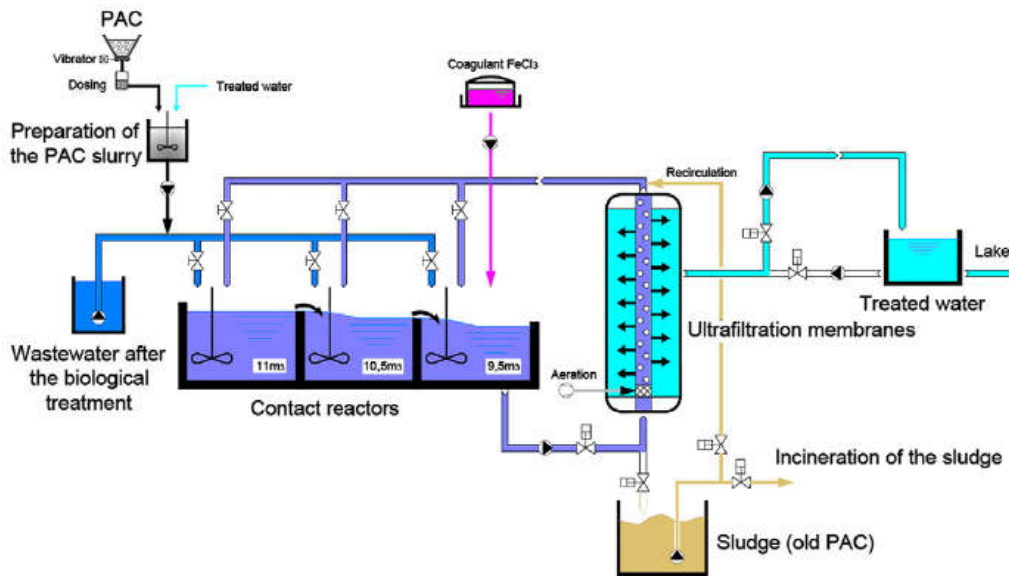 PAC
Vibrator
Dosing
Treated water
Preparation of
the PAC slurry
Coagulant FeCl3
Recirculation
Lake
Treated water
Ultrafiltration membranes
Wastewater after
the biological
treatment
11m3
10,5m3
9,5m3
Contact reactors
Aeration
Incineration of the sludge
Sludge (old PAC)